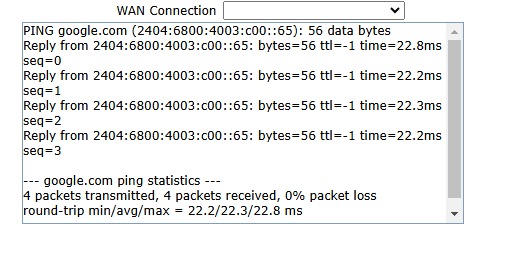 WAN Connection
PING google.com (2404:6800:4003:c00::65): 56 data bytes
Reply from 2404:6800:4003:c00::65: bytes=56 ttl=-1 time=22.8ms
seq=0
Reply from 2404:6800:4003:c00::65: bytes=56 ttl=-1 time=22.2ms
seq=1
Reply from 2404:6800:4003:c00::65: bytes=56 ttl=-1 time=22.3ms
seq=2
Reply from 2404:6800:4003:c00::65: bytes=56 ttl=-1 time=22.2ms
seq=3
--- google.com ping statistics ---
4 packets transmitted, 4 packets received, 0% packet loss
round-trip min/avg/max = 22.2/22.3/22.8 ms